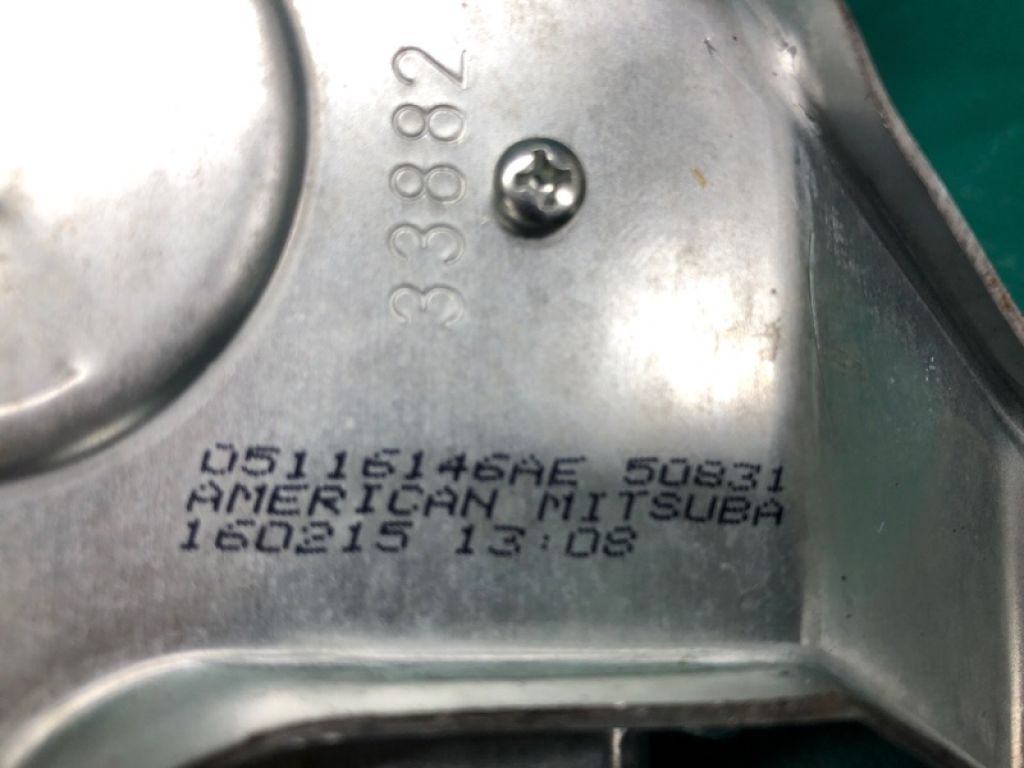 33882
05116146AE 50831
AMERICAN MITSUBA
160215 13:08